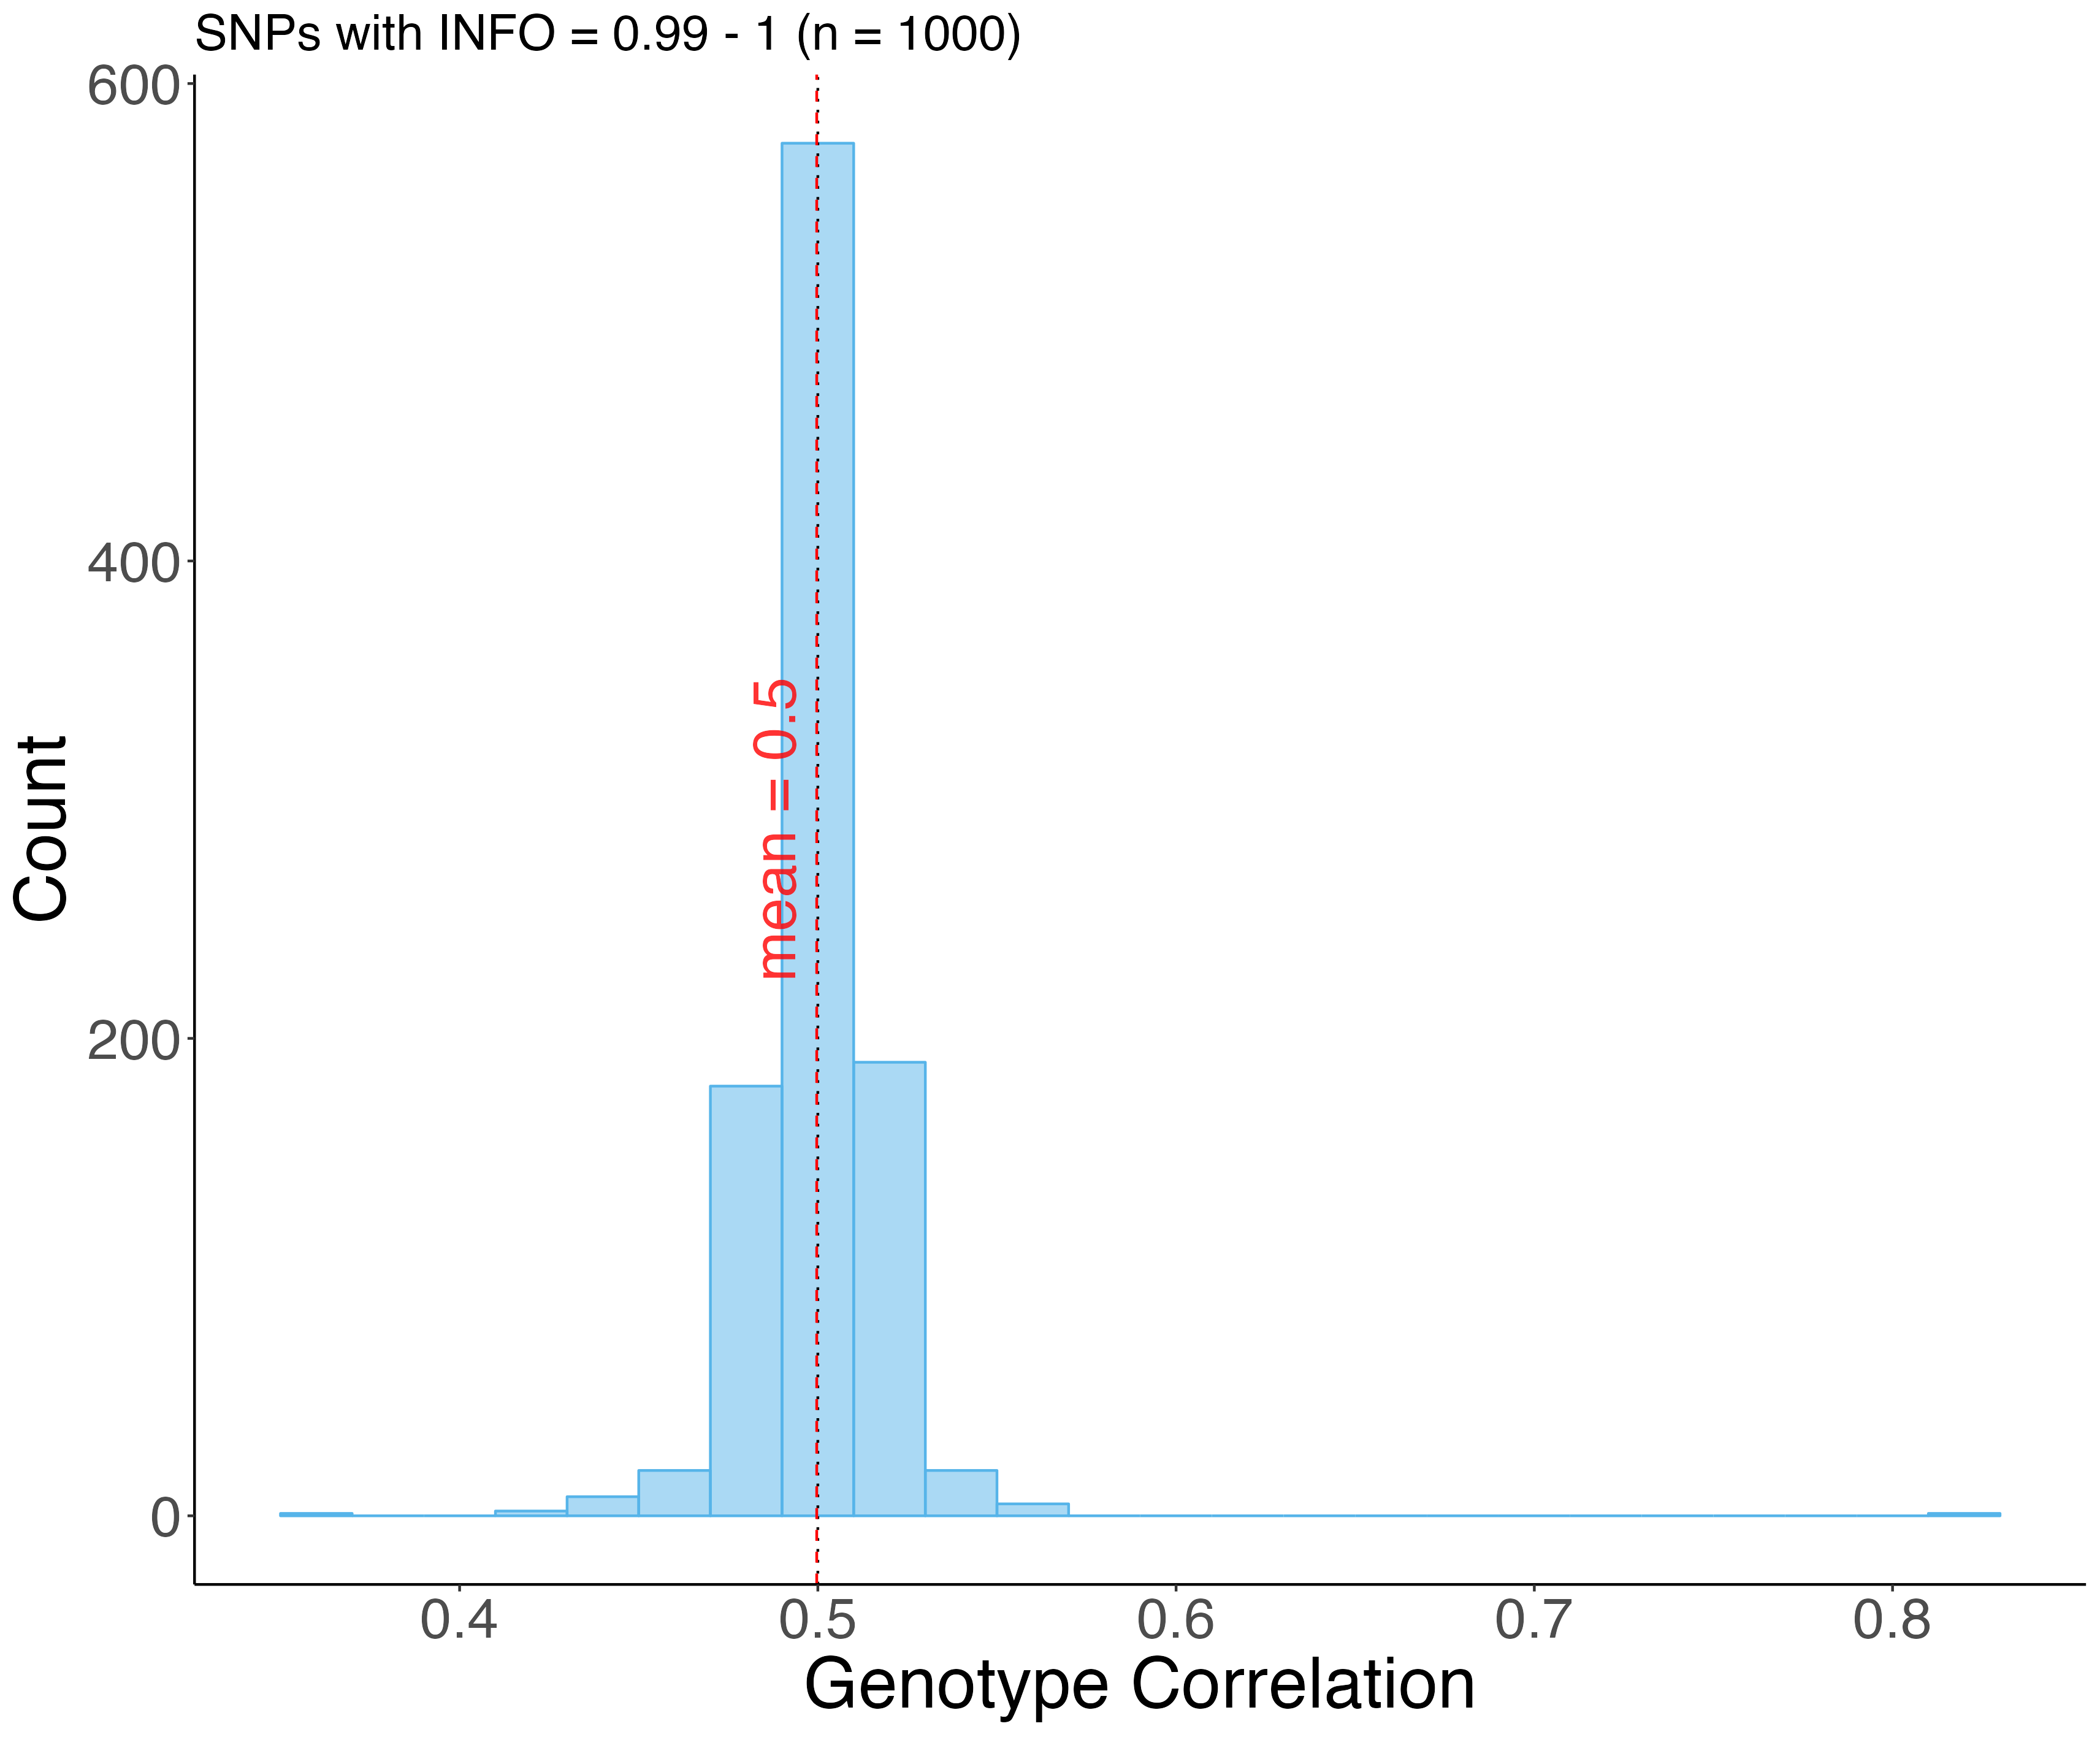 SNPs with INFO = 0.99 - 1 (n = 1000)
600
400
200
0
Count
mean = 0.5
0.4 0.5 0.6 0.7 0.8
Genotype Correlation